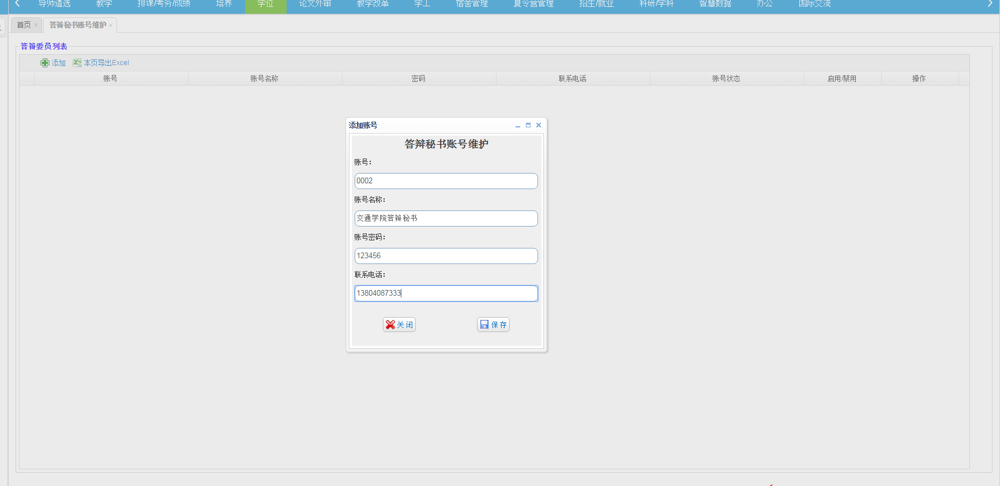 导师遴选 教学 排课/考务/成绩 培养 学位 论文外审 教学改革 学工 宿舍管理 夏令营管理 招生/就业 科研/学科 智慧数据 办公 国际交流
首页 答辩秘书账号维护
答辩委员列表
添加 本页导出Excel
账号 账号名称 密码 联系电话 账号状态 启用/禁用 操作
添加账号
答辩秘书账号维护
账号：
0002
账号名称：
交通学院答辩秘书
账号密码：
123456
联系电话：
13804087333
关闭 保存